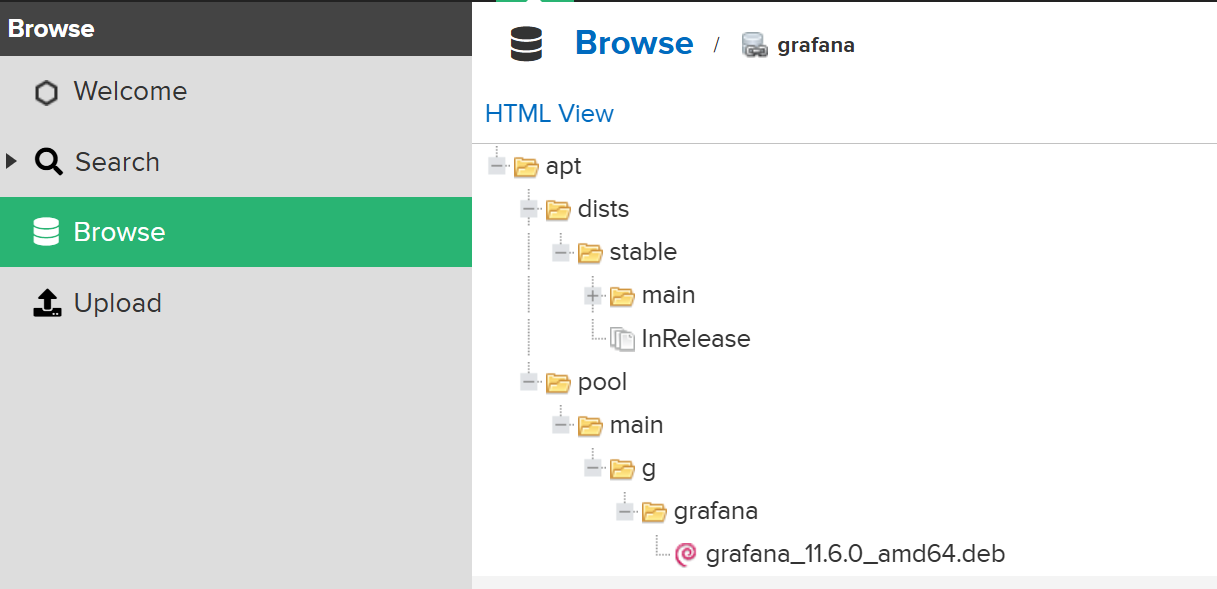 Browse
Welcome
Search
Browse
Upload
Browse / grafana
HTML View
apt
dists
stable
main
InRelease
pool
main
g
grafana
grafana_11.6.0_amd64.deb